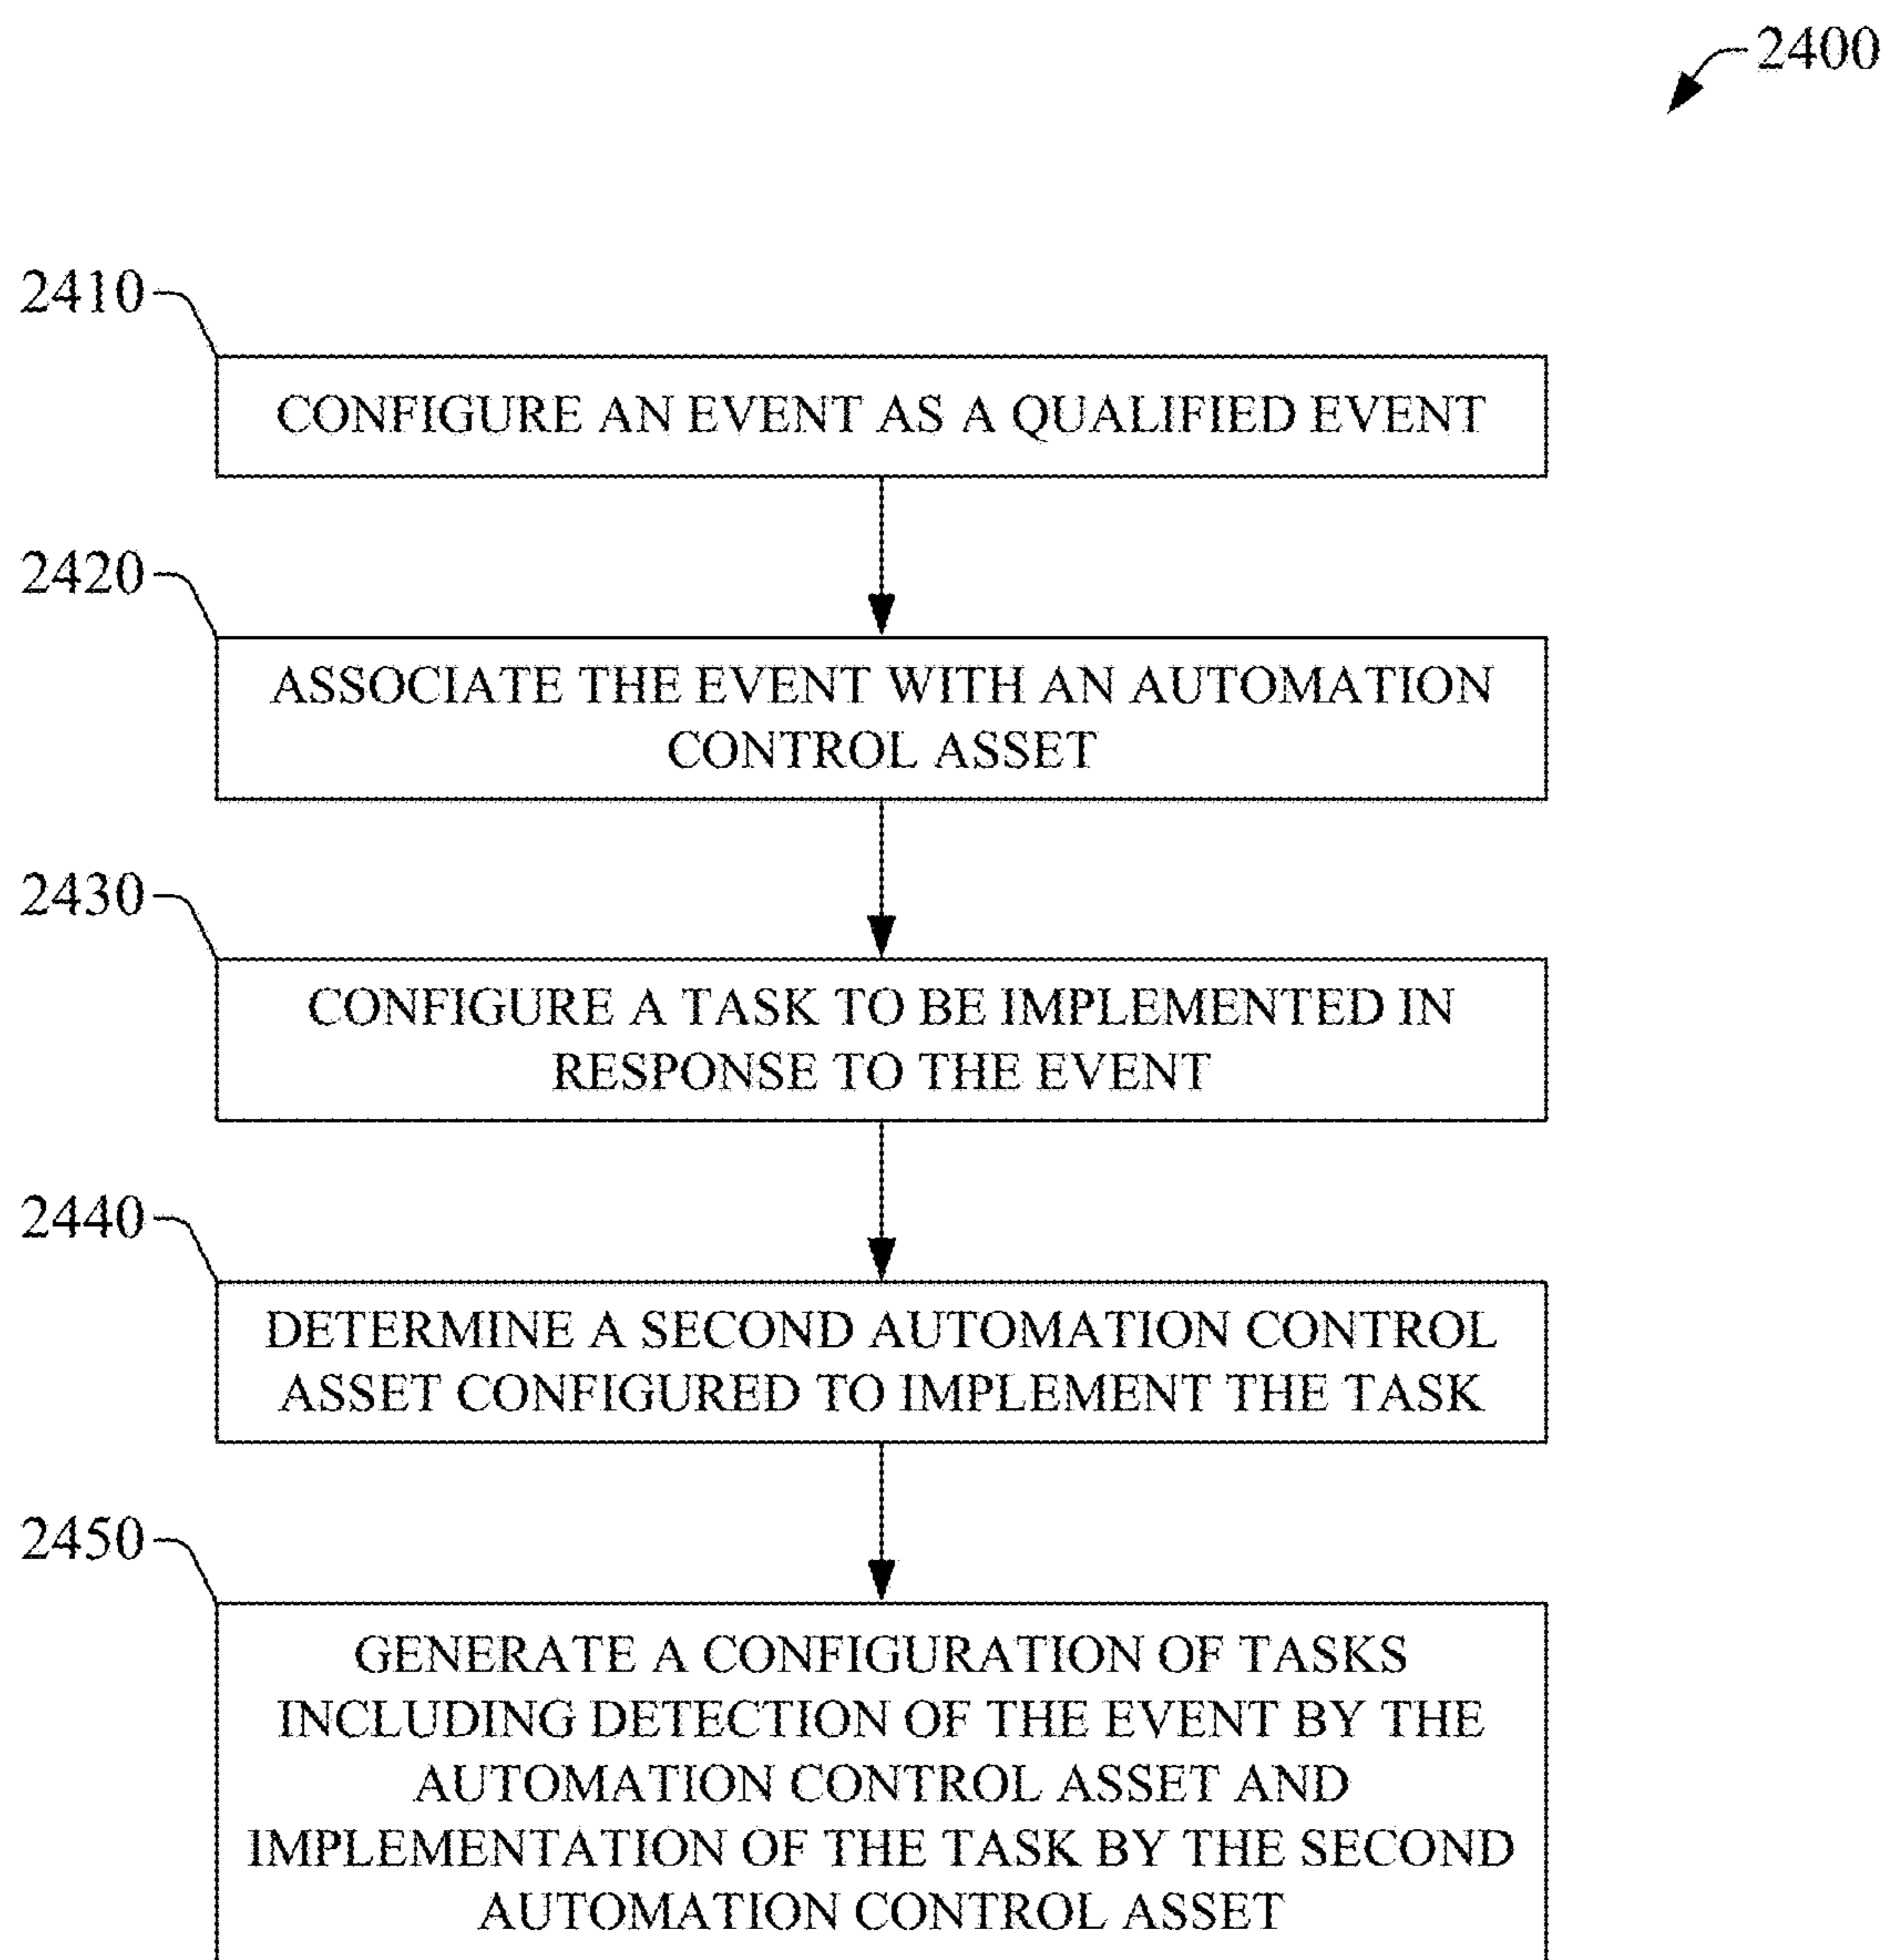 2400
2410
CONFIGURE AN EVENT AS A QUALIFIED EVENT
2420
ASSOCIATE THE EVENT WITH AN AUTOMATION
CONTROL ASSET
2430
CONFIGURE A TASK TO BE IMPLEMENTED IN
RESPONSE TO THE EVENT
2440
DETERMINE A SECOND AUTOMATION CONTROL
ASSET CONFIGURED TO IMPLEMENT THE TASK
2450
GENERATE A CONFIGURATION OF TASKS
INCLUDING DETECTION OF THE EVENT BY THE
AUTOMATION CONTROL ASSET AND
IMPLEMENTATION OF THE TASK BY THE SECOND
AUTOMATION CONTROL ASSET